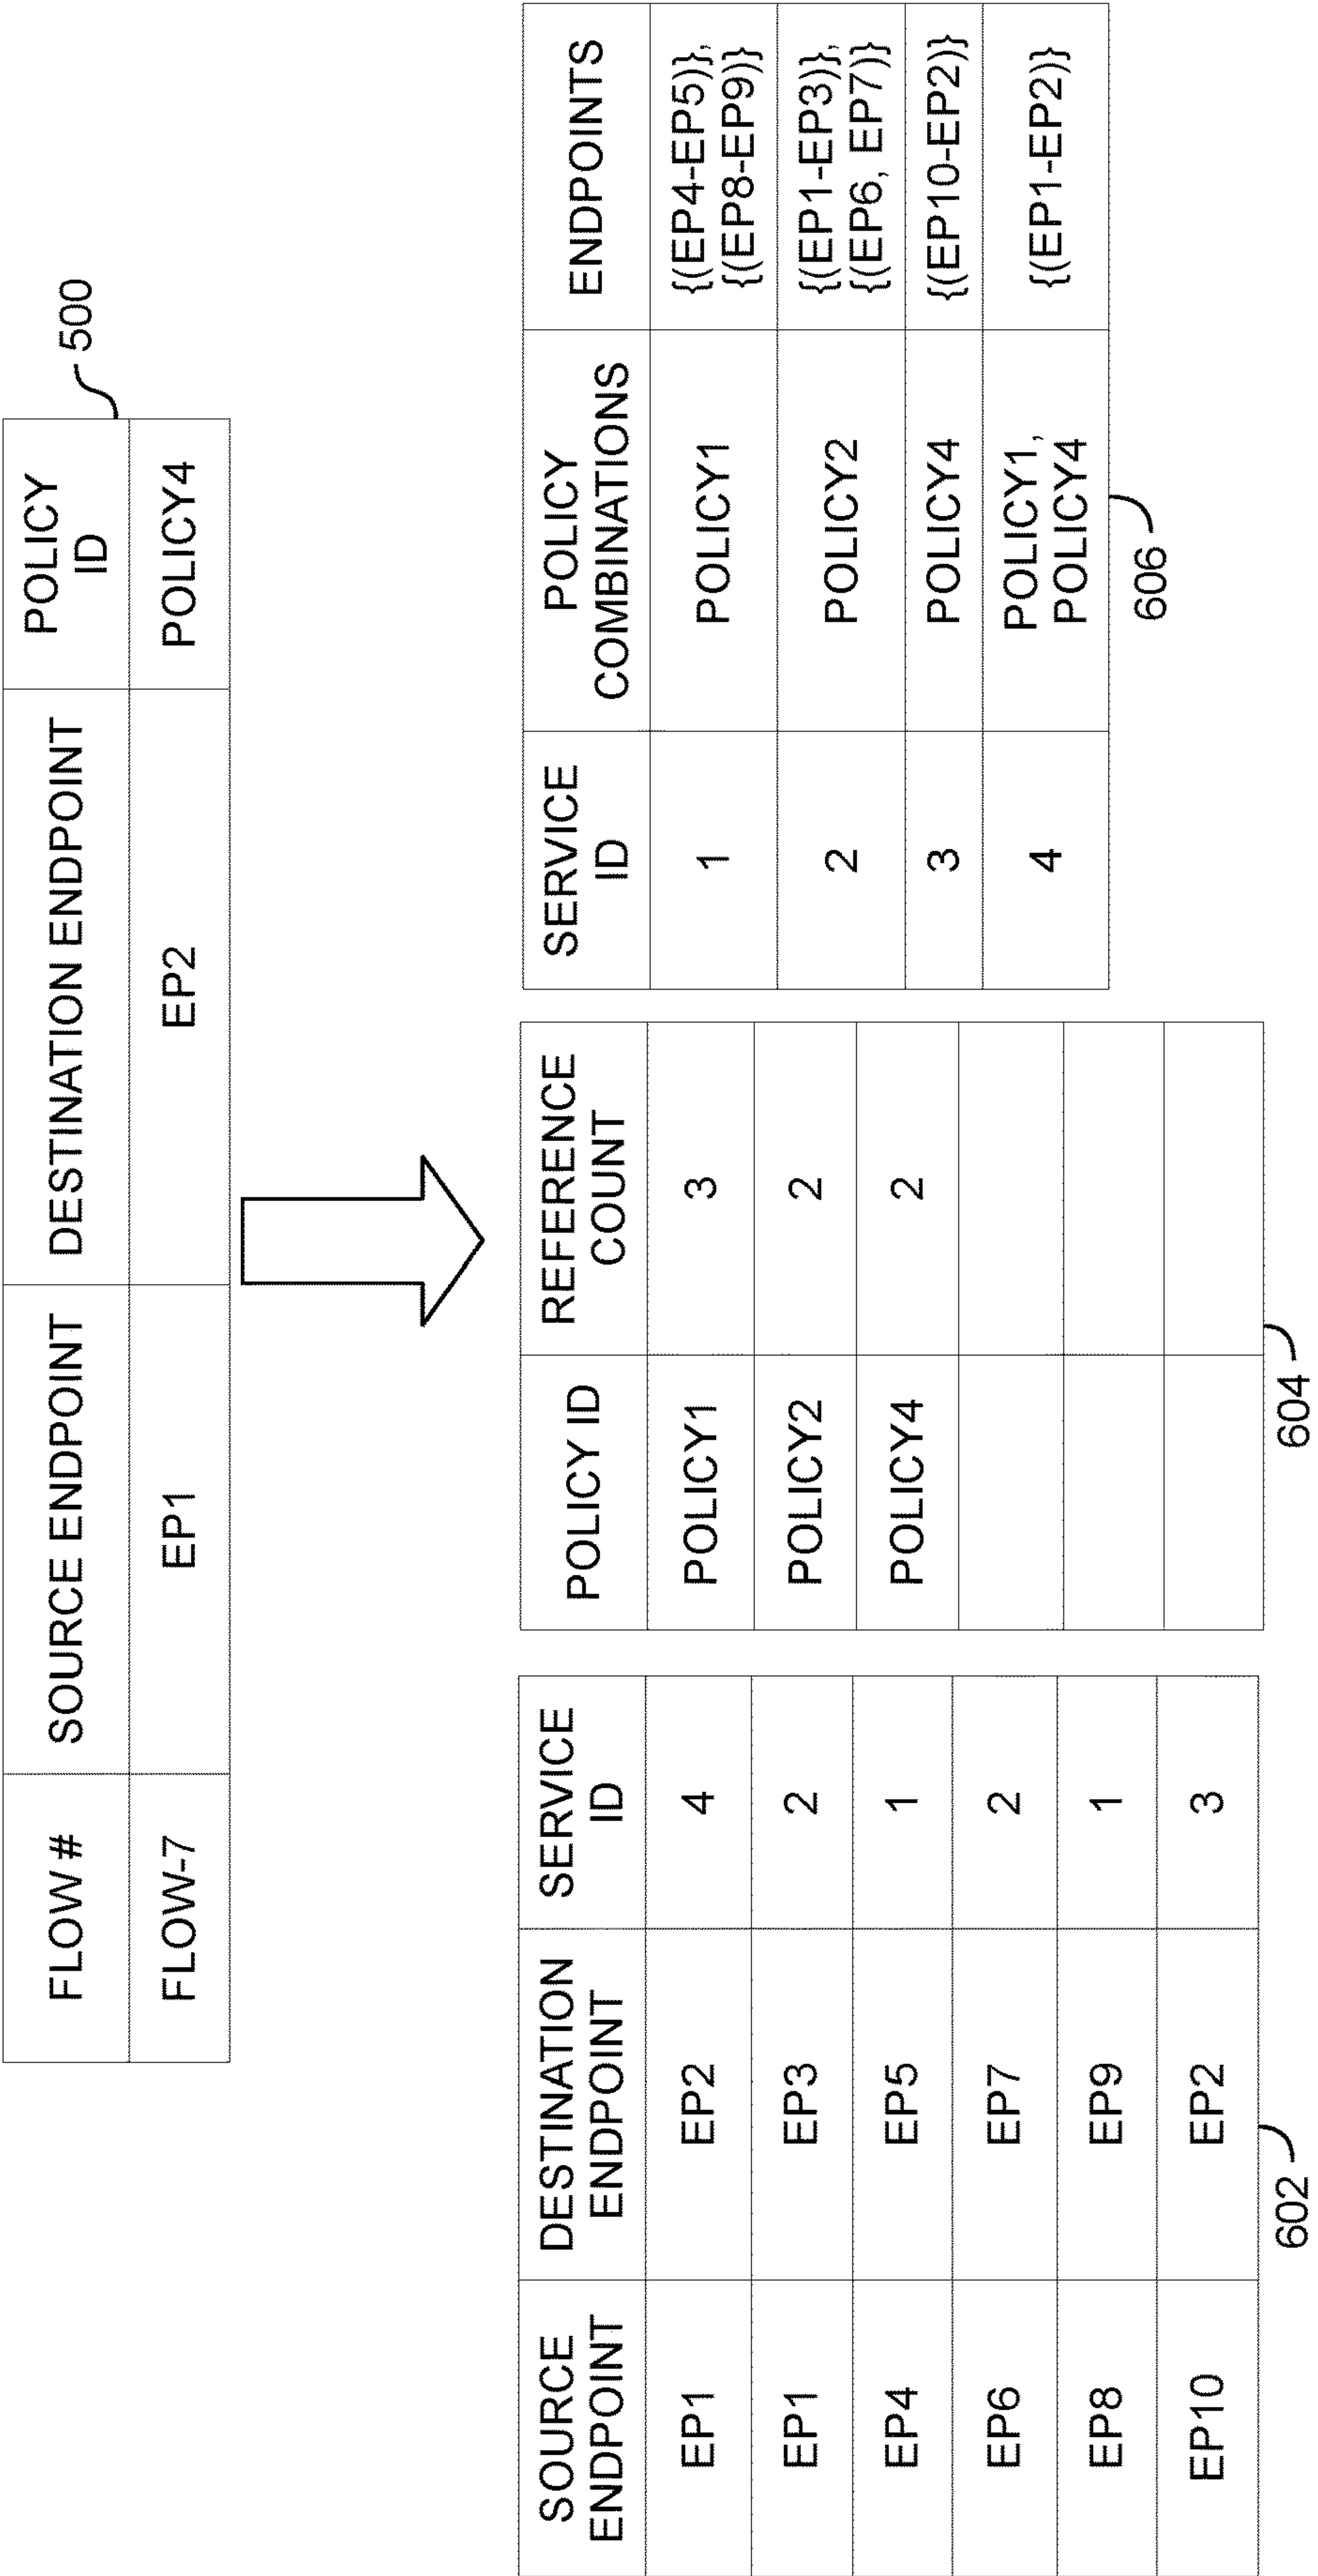 FLOW # SOURCE ENDPOINT DESTINATION ENDPOINT POLICY
ID
FLOW-7 EP1 EP2 POLICY4
500
SOURCE
ENDPOINT
DESTINATION
ENDPOINT
SERVICE
ID
EP1 EP2 4
EP1 EP3 2
EP4 EP5 1
EP6 EP7 2
EP8 EP9 1
EP10 EP2 3
602
POLICY ID
REFERENCE
COUNT
POLICY1 3
POLICY2 2
POLICY4 2
604
SERVICE
ID
POLICY
COMBINATIONS
ENDPOINTS
1 POLICY1 {(EP4-EP5)},
{(EP8-EP9)}
2 POLICY2 {(EP1-EP3)},
{(EP6, EP7)}
3 POLICY4 {(EP10-EP2)}
4 POLICY1,
POLICY4
{(EP1-EP2)}
606